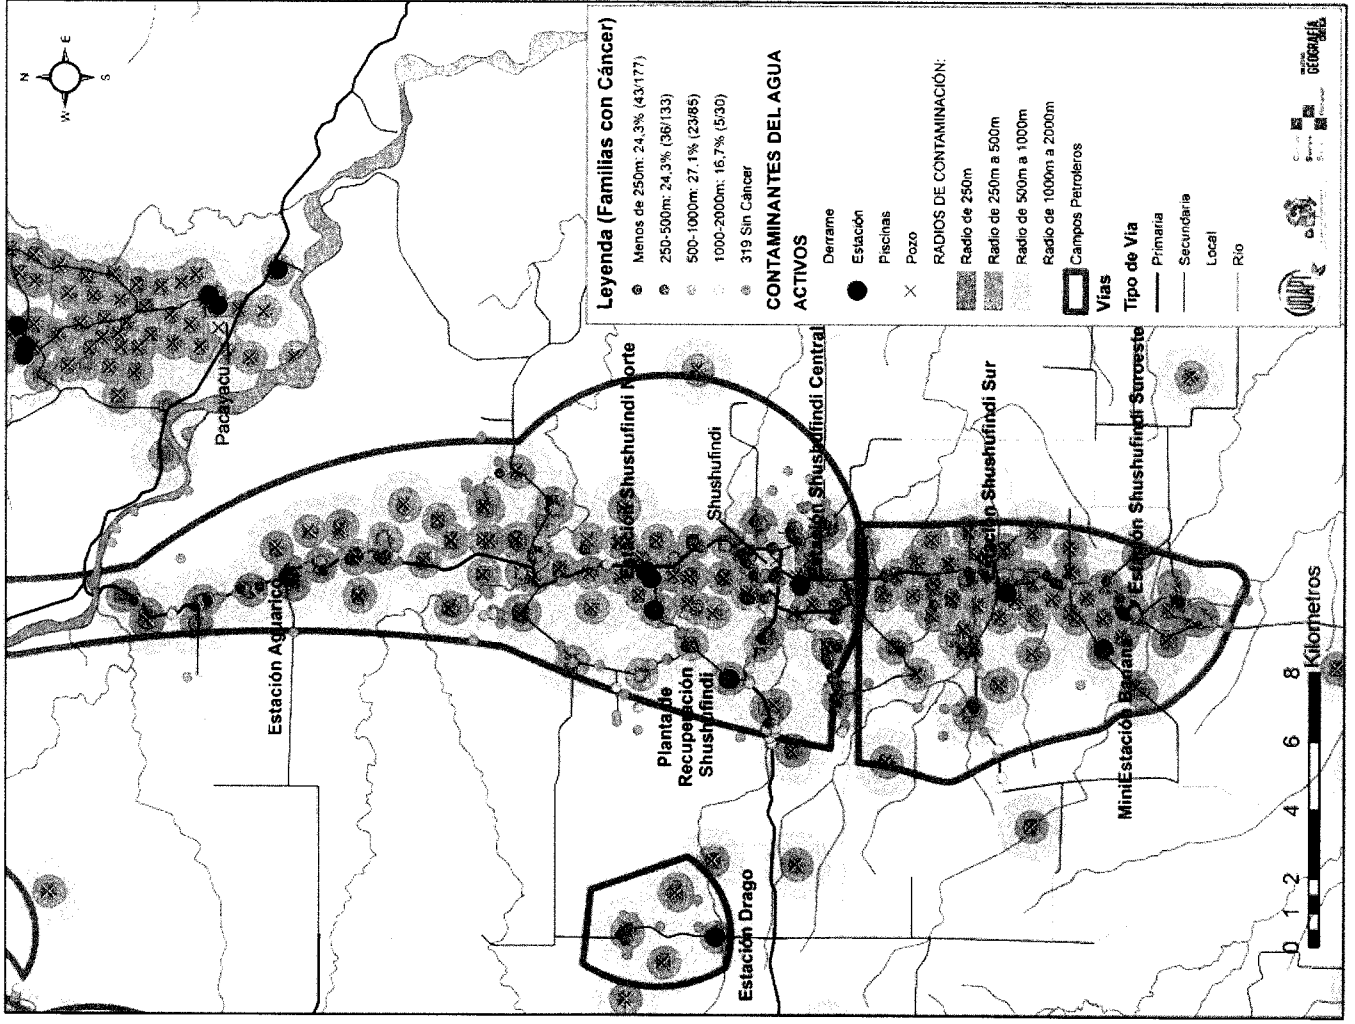 N
E
S
W
Pacayacu
Estación Aguarico
Estación Shushufindi Norte
Shushufindi
Estación Shushufindi Central
Planta de
Recuperación
Shushufindi
Estación Shushufindi Sur
Estación Shushufindi Suroeste
MiniEstación Banana
Estación Drago
0 1 2 4 6 8
Kilometros
Leyenda (Familias con Cáncer)
Menos de 250m: 24,3% (43/177)
250-500m: 24,3% (36/133)
500-1000m: 27,1% (23/85)
1000-2000m: 16,7% (5/30)
319 Sin Cáncer
CONTAMINANTES DEL AGUA
ACTIVOS
Derrame
Estación
Piscinas
Pozo
RADIOS DE CONTAMINACIÓN:
Radio de 250m
Radio de 250m a 500m
Radio de 500m a 1000m
Radio de 1000m a 2000m
Campos Petroleros
Vías
Tipo de Via
Primaria
Secundaria
Local
Rio
GEOGRAFÍA